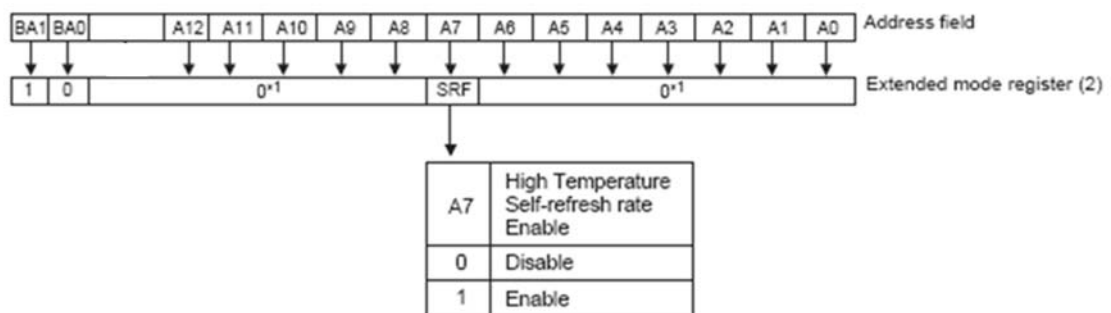 BA1 BA0 A12 A11 A10 A9 A8 A7 A6 A5 A4 A3 A2 A1 A0 Address field
1 0 0*1 SRF 0*1 Extended mode register (2)
A7 High Temperature
Self-refresh rate
Enable
0 Disable
1 Enable